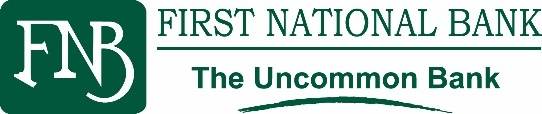 FNB
FIRST NATIONAL BANK
The Uncommon Bank